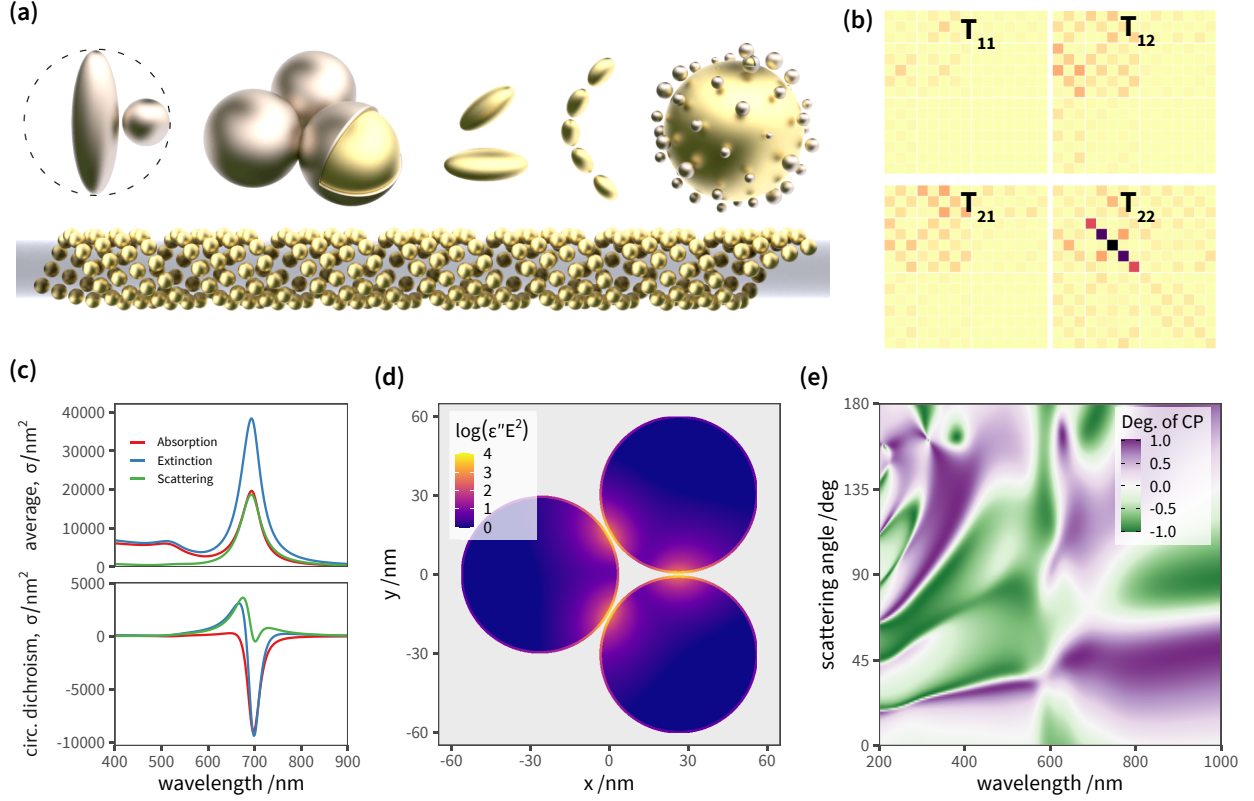 (a)
(b)
T11
T12
T21
T22
(c)
average, σ/nm²
40000
30000
20000
10000
0
Absorption
Extinction
Scattering
circ. dichroism, σ/nm²
5000
0
-5000
-10000
400 500 600 700 800 900
wavelength /nm
(d)
y /nm
60
30
0
-30
-60
log(ε″E²)
4
3
2
1
0
-60 -30 0 30 60
x /nm
(e)
scattering angle /deg
180
135
90
45
0
Deg. of CP
1.0
0.5
0.0
-0.5
-1.0
200 400 600 800 1000
wavelength /nm